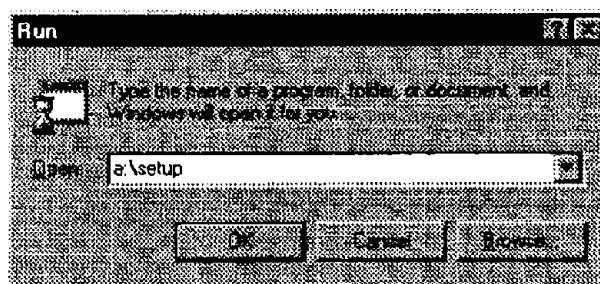 Run
Type the name of a program, folder, or document, and
Windows will open it for you.
Open:
a:\setup
OK
Cancel
Browse...